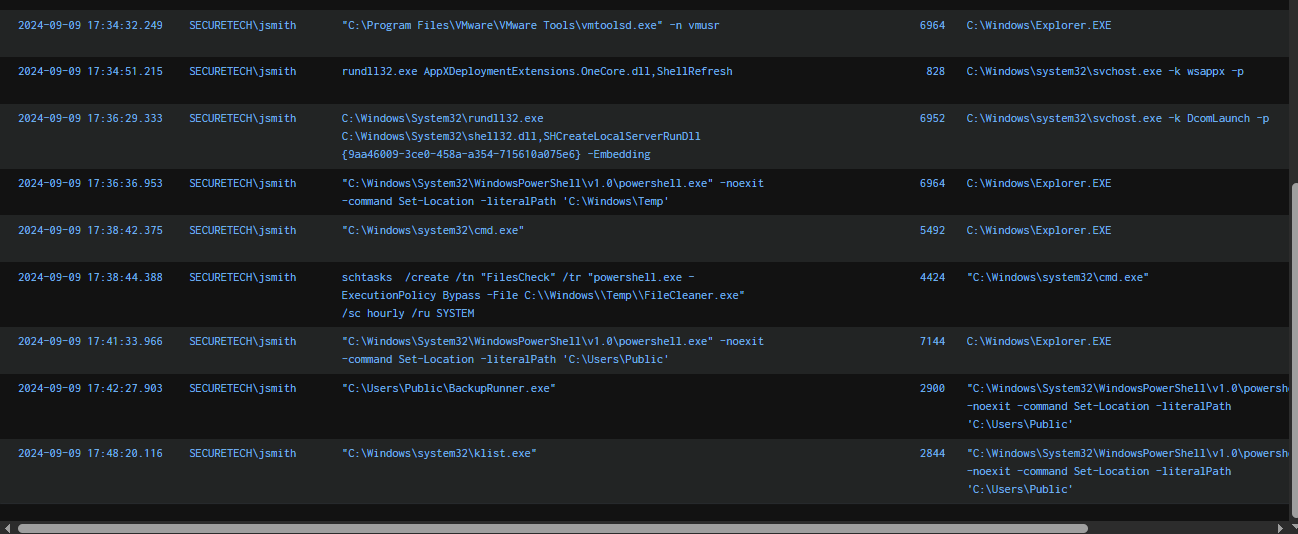 2024-09-09 17:34:32.249 SECURETECH\jsmith "C:\Program Files\VMware\VMware Tools\vmtoolsd.exe" -n vmusr 6964 C:\Windows\Explorer.EXE
2024-09-09 17:34:51.215 SECURETECH\jsmith rundll32.exe AppXDeploymentExtensions.OneCore.dll,ShellRefresh 828 C:\Windows\system32\svchost.exe -k wsappx -p
2024-09-09 17:36:29.333 SECURETECH\jsmith C:\Windows\System32\rundll32.exe 6952 C:\Windows\system32\svchost.exe -k DcomLaunch -p
C:\Windows\System32\shell32.dll,SHCreateLocalServerRunDll
{9aa46009-3ce0-458a-a354-715610a075e6} -Embedding
2024-09-09 17:36:36.953 SECURETECH\jsmith "C:\Windows\System32\WindowsPowerShell\v1.0\powershell.exe" -noexit 6964 C:\Windows\Explorer.EXE
-command Set-Location -literalPath 'C:\Windows\Temp'
2024-09-09 17:38:42.375 SECURETECH\jsmith "C:\Windows\system32\cmd.exe" 5492 C:\Windows\Explorer.EXE
2024-09-09 17:38:44.388 SECURETECH\jsmith schtasks  /create /tn "FilesCheck" /tr "powershell.exe - 4424 "C:\Windows\system32\cmd.exe"
ExecutionPolicy Bypass -File C:\\Windows\\Temp\\FileCleaner.exe"
/sc hourly /ru SYSTEM
2024-09-09 17:41:33.966 SECURETECH\jsmith "C:\Windows\System32\WindowsPowerShell\v1.0\powershell.exe" -noexit 7144 C:\Windows\Explorer.EXE
-command Set-Location -literalPath 'C:\Users\Public'
2024-09-09 17:42:27.903 SECURETECH\jsmith "C:\Users\Public\BackupRunner.exe" 2900 "C:\Windows\System32\WindowsPowerShell\v1.0\powersh
-noexit -command Set-Location -literalPath
'C:\Users\Public'
2024-09-09 17:48:20.116 SECURETECH\jsmith "C:\Windows\system32\klist.exe" 2844 "C:\Windows\System32\WindowsPowerShell\v1.0\powersh
-noexit -command Set-Location -literalPath
'C:\Users\Public'